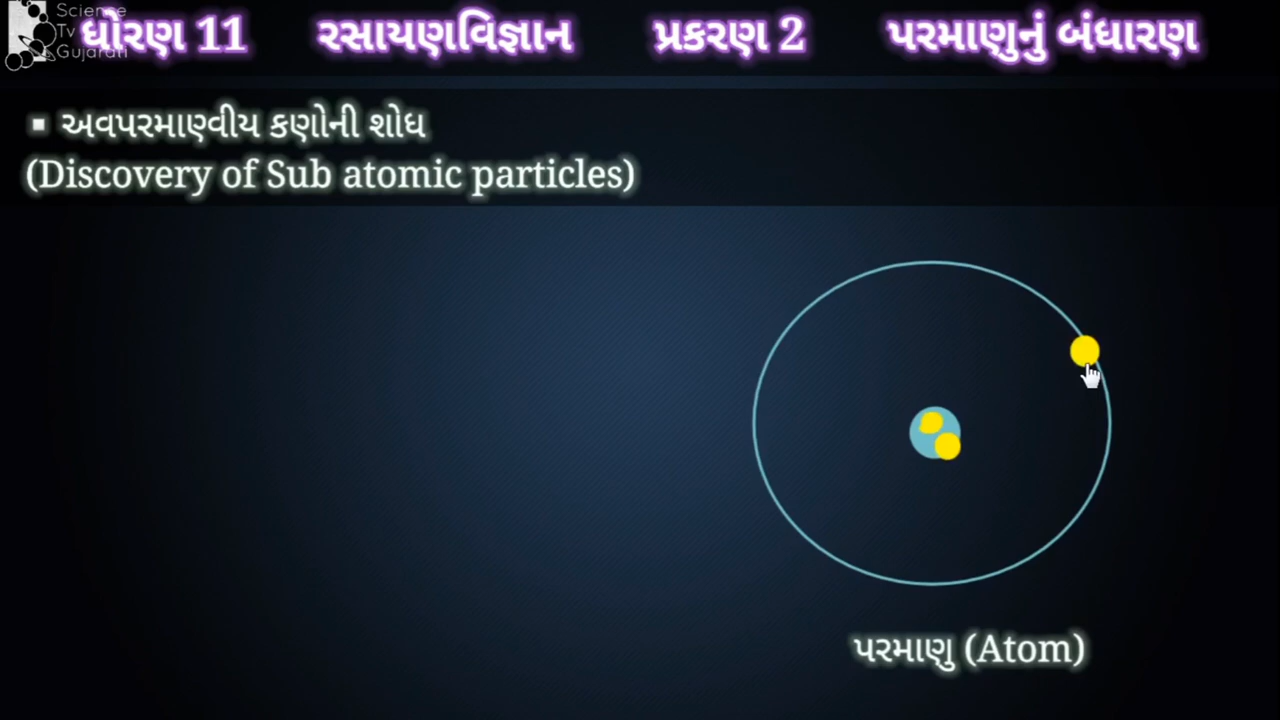 Science
Tv
Gujarati
ધોરણ 11 રસાયણવિજ્ઞાન પ્રકરણ 2 પરમાણુનું બંધારણ
▪ અવપરમાણ્વીય કણોની શોધ
(Discovery of Sub atomic particles)
પરમાણુ (Atom)